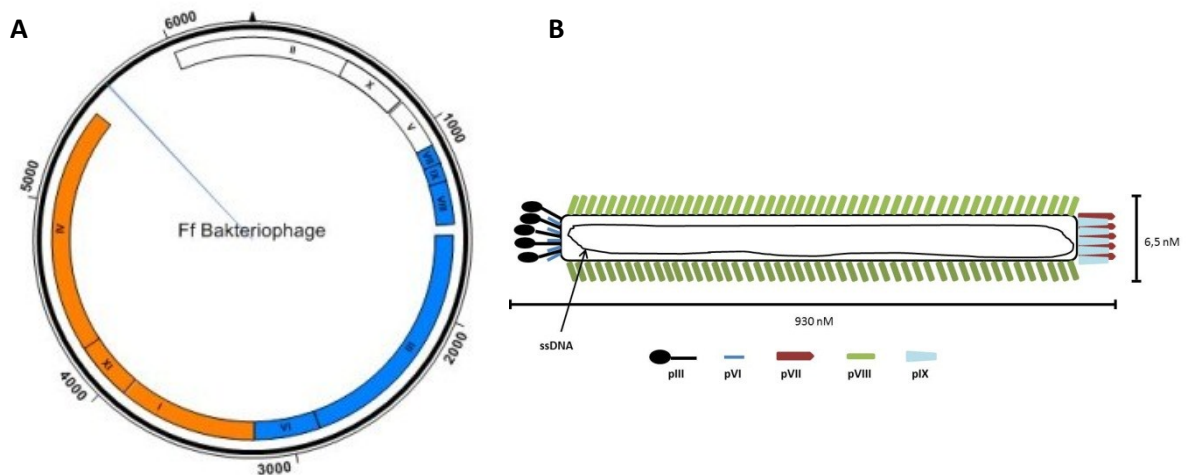 A
B
6000
II
X
V
1000
VII
IX
VIII
5000
IV
Ff Bakteriophage
III
2000
XI
4000
I
VI
3000
6,5 nM
930 nM
ssDNA
pIII pVI pVII pVIII pIX